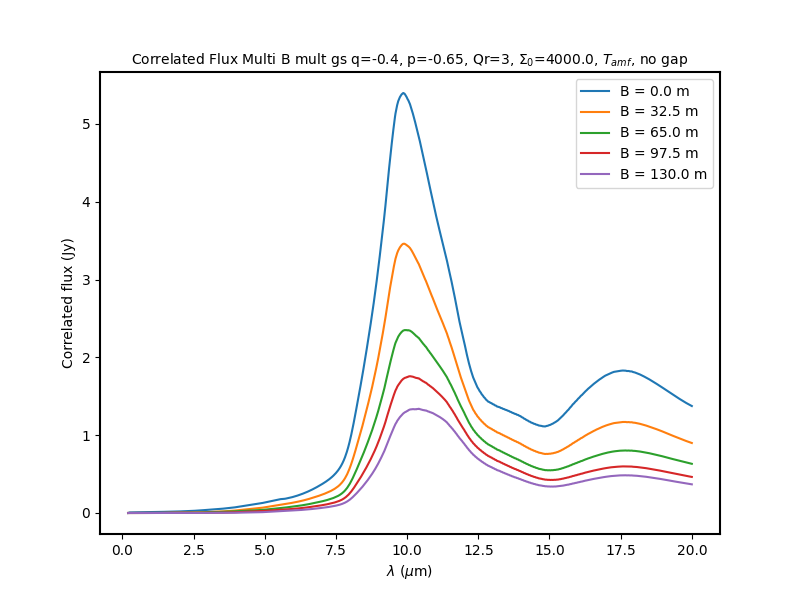 Correlated Flux Multi B mult gs q=-0.4, p=-0.65, Qr=3, Σ₀=4000.0, T_amf, no gap
B = 0.0 m
B = 32.5 m
B = 65.0 m
B = 97.5 m
B = 130.0 m
Correlated flux (Jy)
5
4
3
2
1
0
0.0 2.5 5.0 7.5 10.0 12.5 15.0 17.5 20.0
λ (μm)